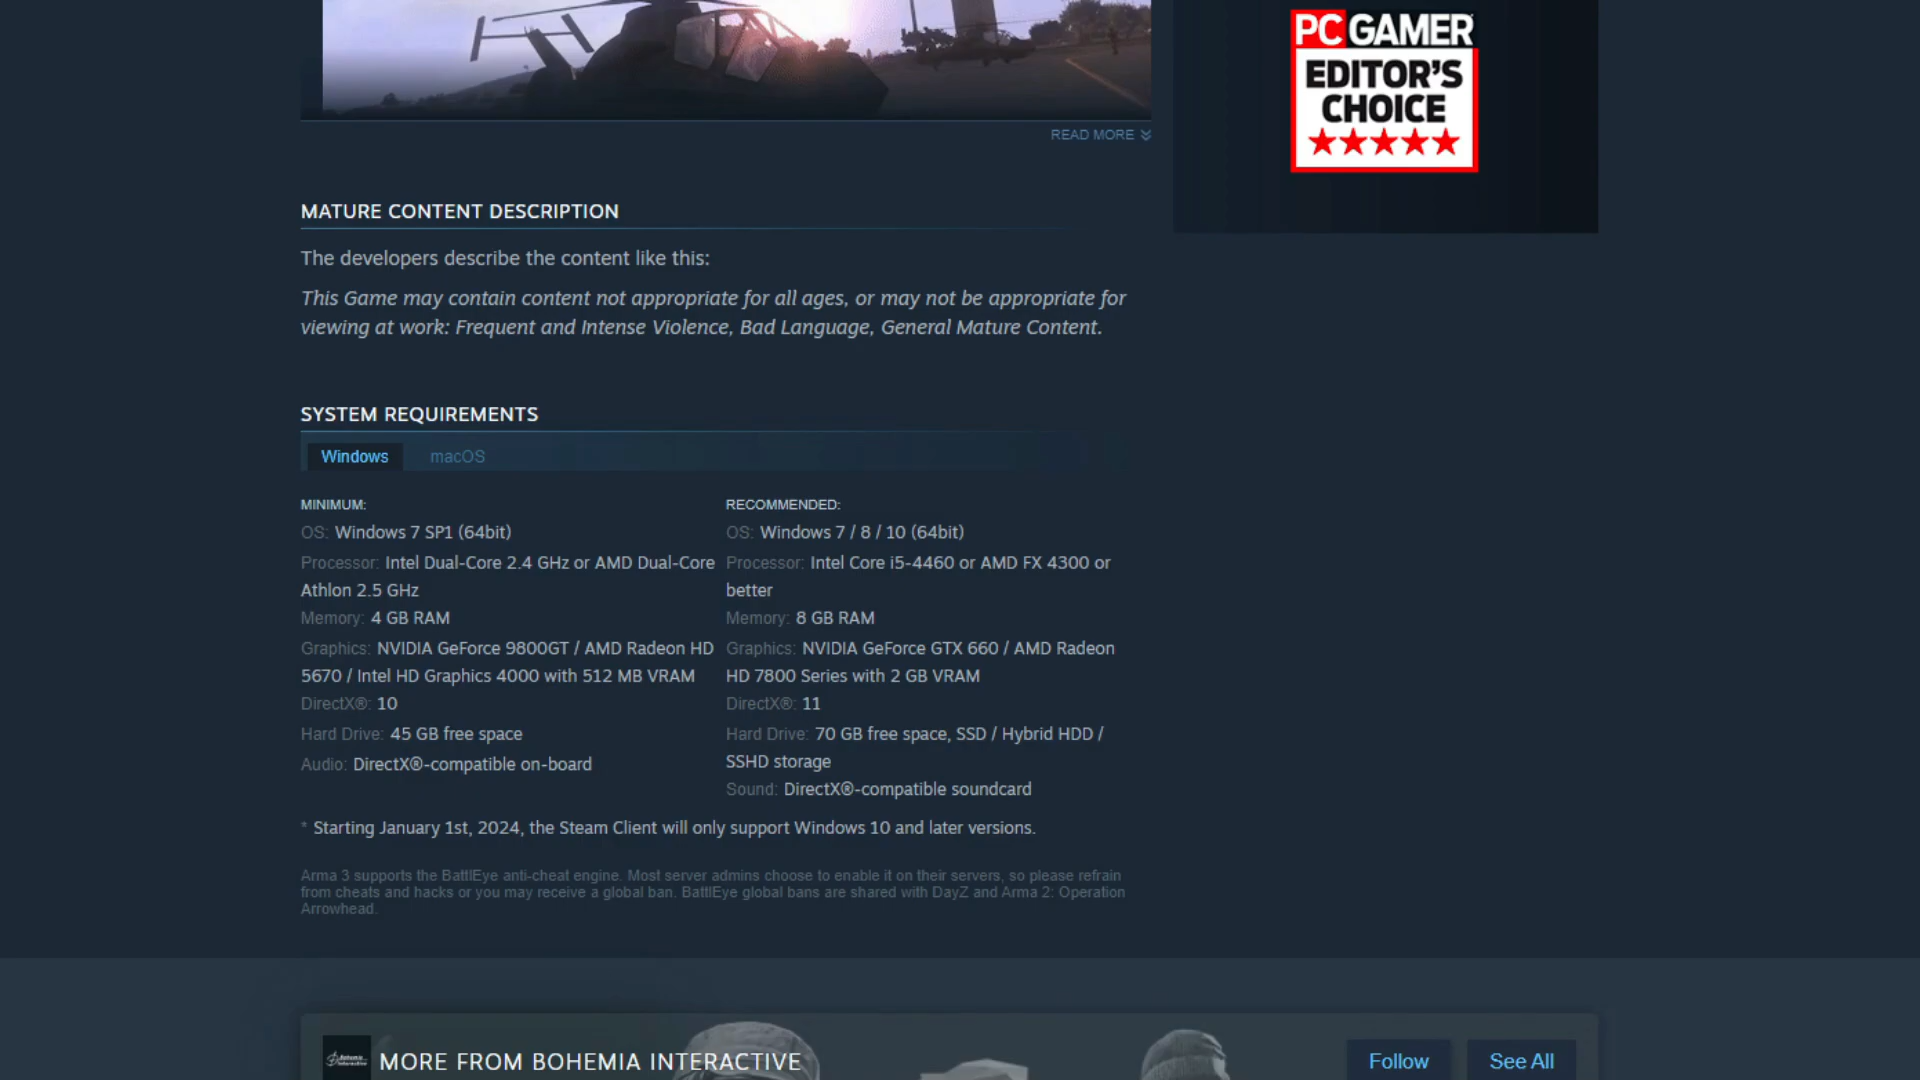 PC GAMER
EDITOR'S
CHOICE
READ MORE
MATURE CONTENT DESCRIPTION
The developers describe the content like this:
This Game may contain content not appropriate for all ages, or may not be appropriate for
viewing at work: Frequent and Intense Violence, Bad Language, General Mature Content.
SYSTEM REQUIREMENTS
Windows
macOS
MINIMUM:
OS: Windows 7 SP1 (64bit)
Processor: Intel Dual-Core 2.4 GHz or AMD Dual-Core
Athlon 2.5 GHz
Memory: 4 GB RAM
Graphics: NVIDIA GeForce 9800GT / AMD Radeon HD
5670 / Intel HD Graphics 4000 with 512 MB VRAM
DirectX®: 10
Hard Drive: 45 GB free space
Audio: DirectX®-compatible on-board
RECOMMENDED:
OS: Windows 7 / 8 / 10 (64bit)
Processor: Intel Core i5-4460 or AMD FX 4300 or
better
Memory: 8 GB RAM
Graphics: NVIDIA GeForce GTX 660 / AMD Radeon
HD 7800 Series with 2 GB VRAM
DirectX®: 11
Hard Drive: 70 GB free space, SSD / Hybrid HDD /
SSHD storage
Sound: DirectX®-compatible soundcard
* Starting January 1st, 2024, the Steam Client will only support Windows 10 and later versions.
Arma 3 supports the BattlEye anti-cheat engine. Most server admins choose to enable it on their servers, so please refrain
from cheats and hacks or you may receive a global ban. BattlEye global bans are shared with DayZ and Arma 2: Operation
Arrowhead.
Bohemia
Interactive
MORE FROM BOHEMIA INTERACTIVE
Follow
See All